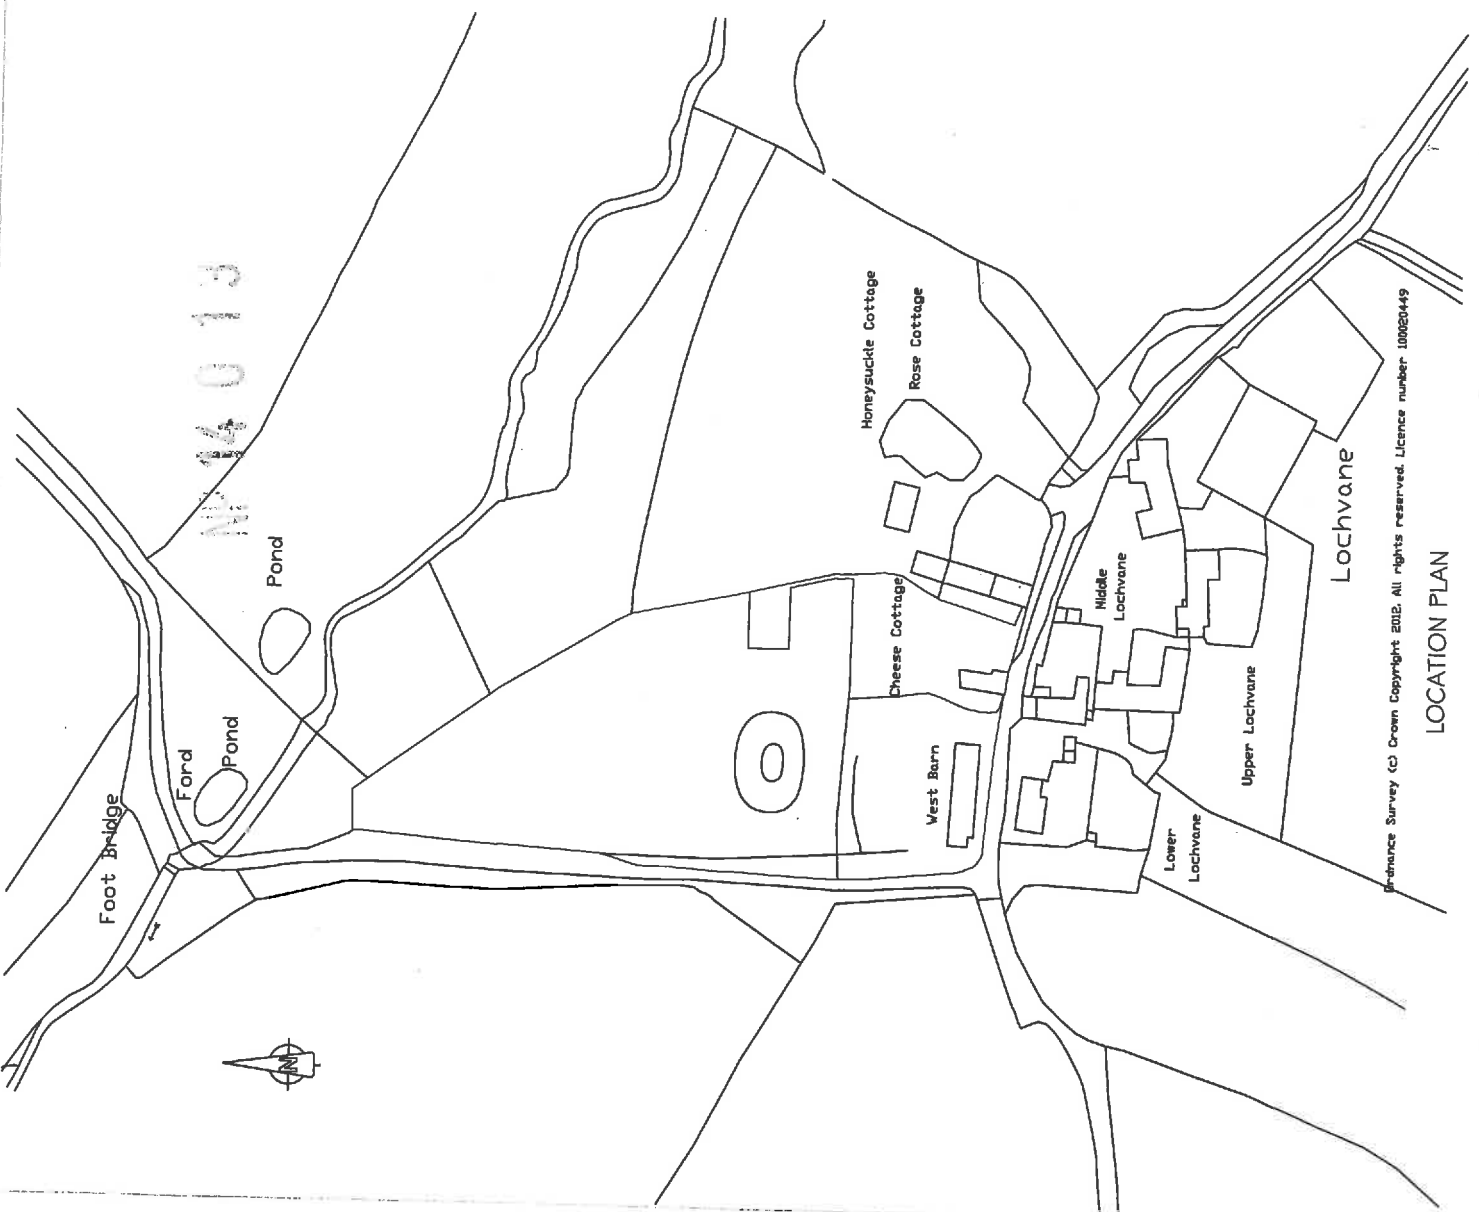 NP 14 0 13
Foot Bridge
Ford
Pond
Pond
N
Honeysuckle Cottage
Rose Cottage
Cheese Cottage
West Barn
Middle
Lochvane
Lower
Lochvane
Upper Lochvane
Lochvane
Ordnance Survey (c) Crown Copyright 2012. All rights reserved. Licence number 100020449
LOCATION PLAN